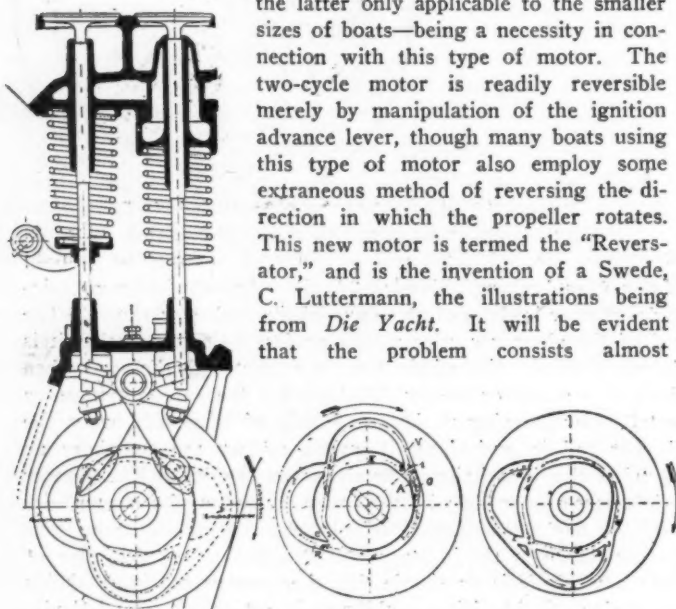 the latter only applicable to the smaller
sizes of boats—being a necessity in con-
nection with this type of motor. The
two-cycle motor is readily reversible
merely by manipulation of the ignition
advance lever, though many boats using
this type of motor also employ some
extraneous method of reversing the di-
rection in which the propeller rotates.
This new motor is termed the “Revers-
ator,” and is the invention of a Swede,
C. Luttermann, the illustrations being
from Die Yacht. It will be evident
that the problem consists almost